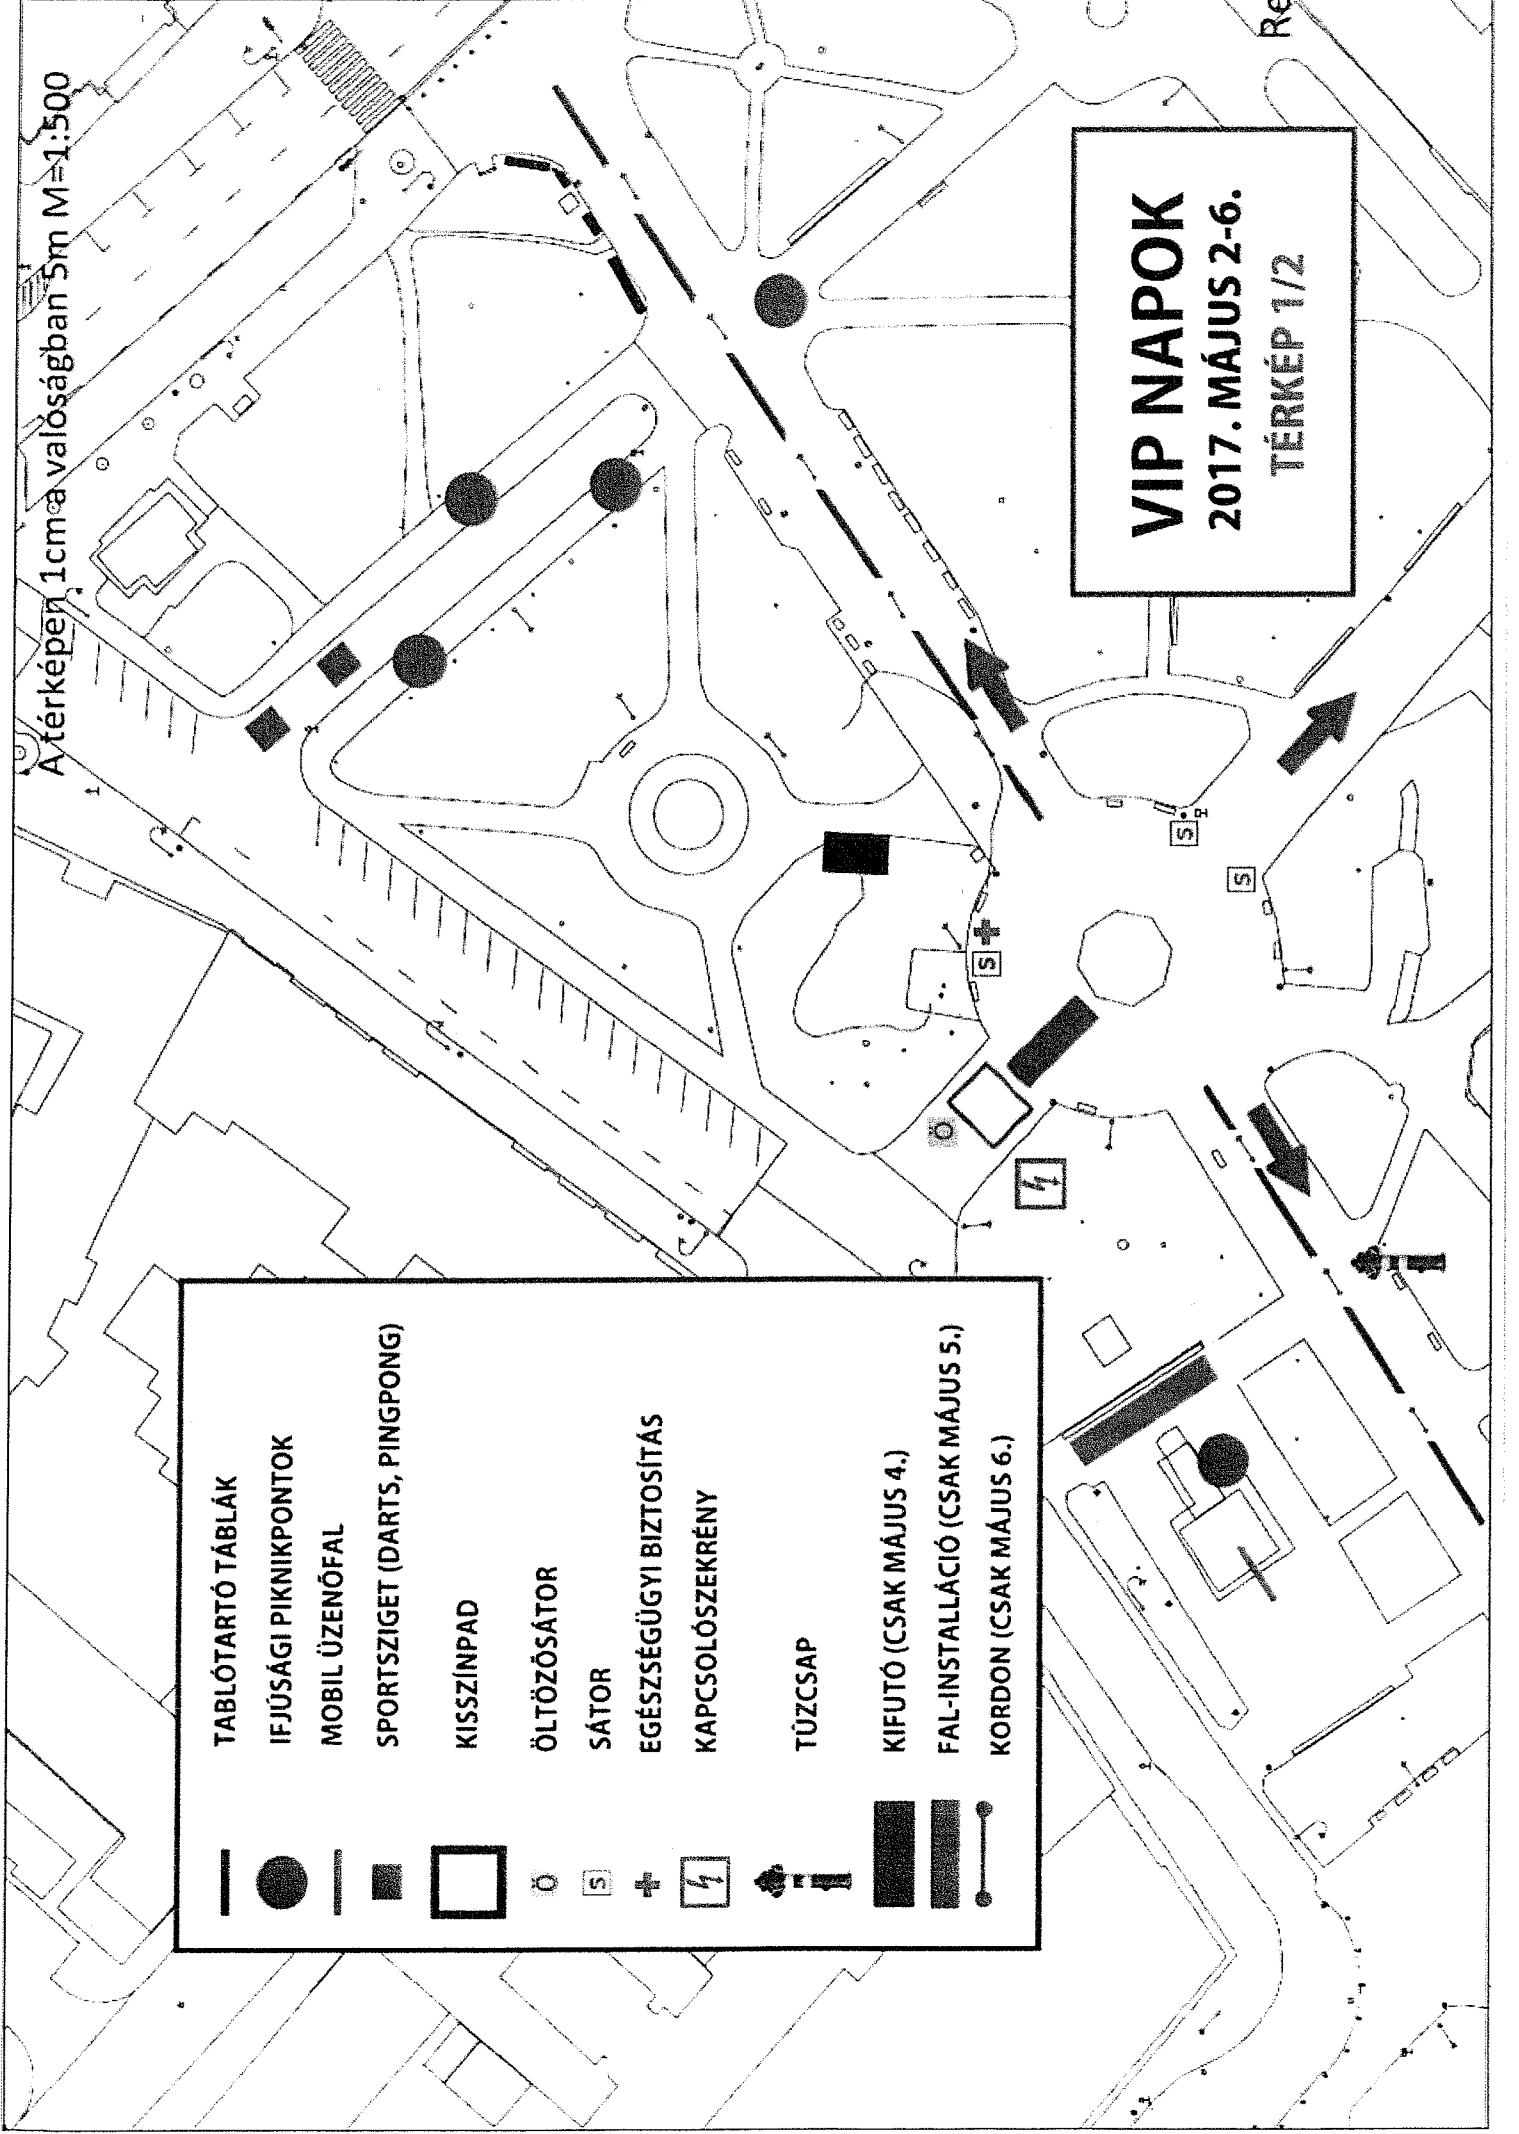 A térképen 1cm a valóságban 5m M=1:500
Re
VIP NAPOK
2017. MÁJUS 2-6.
TÉRKÉP 1/2
S
S
S
Ö
TABLÓTARTÓ TÁBLÁK
IFJÚSÁGI PIKNIKPONTOK
MOBIL ÜZENŐFAL
SPORTSZIGET (DARTS, PINGPONG)
KISSZÍNPAD
Ö ÖLTÖZŐSÁTOR
S SÁTOR
EGÉSZSÉGÜGYI BIZTOSÍTÁS
KAPCSOLÓSZEKRÉNY
TŰZCSAP
KIFUTÓ (CSAK MÁJUS 4.)
FAL-INSTALLÁCIÓ (CSAK MÁJUS 5.)
KORDON (CSAK MÁJUS 6.)